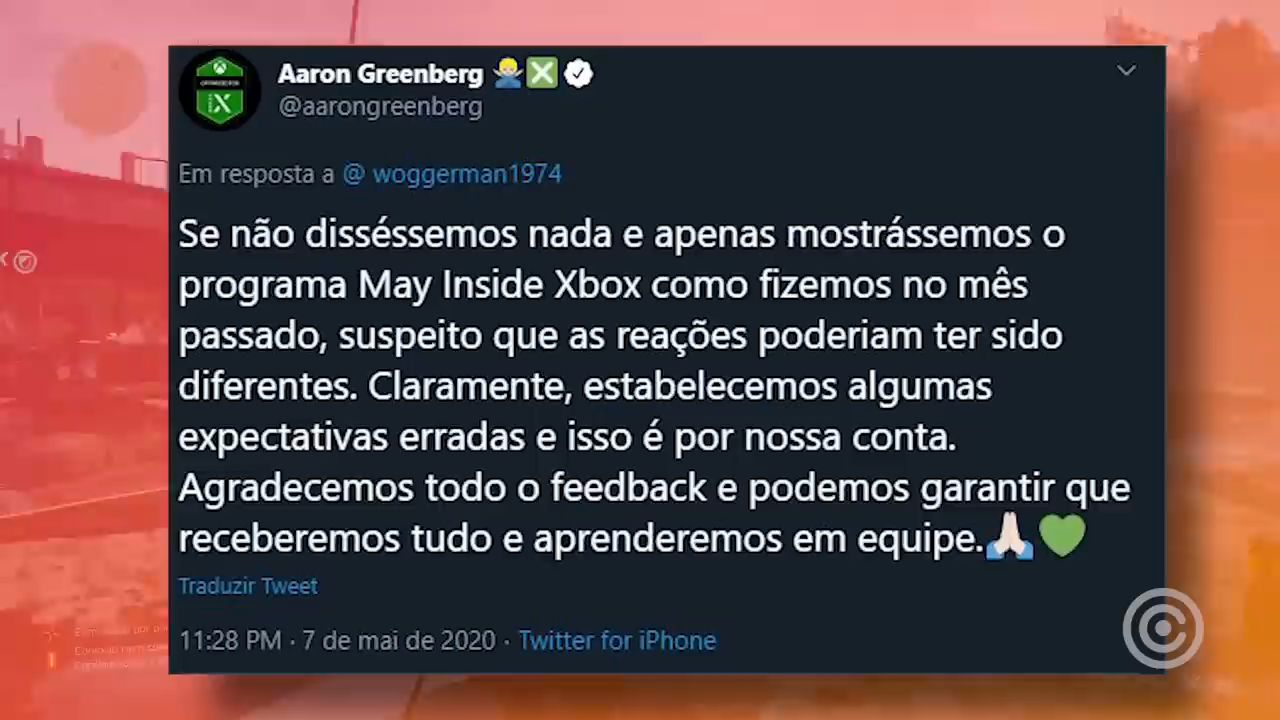 Aaron Greenberg
@aarongreenberg
Em resposta a @ woggerman1974
Se não disséssemos nada e apenas mostrássemos o
programa May Inside Xbox como fizemos no mês
passado, suspeito que as reações poderiam ter sido
diferentes. Claramente, estabelecemos algumas
expectativas erradas e isso é por nossa conta.
Agradecemos todo o feedback e podemos garantir que
receberemos tudo e aprenderemos em equipe.🙏🏻💚
Traduzir Tweet
11:28 PM · 7 de mai de 2020 · Twitter for iPhone